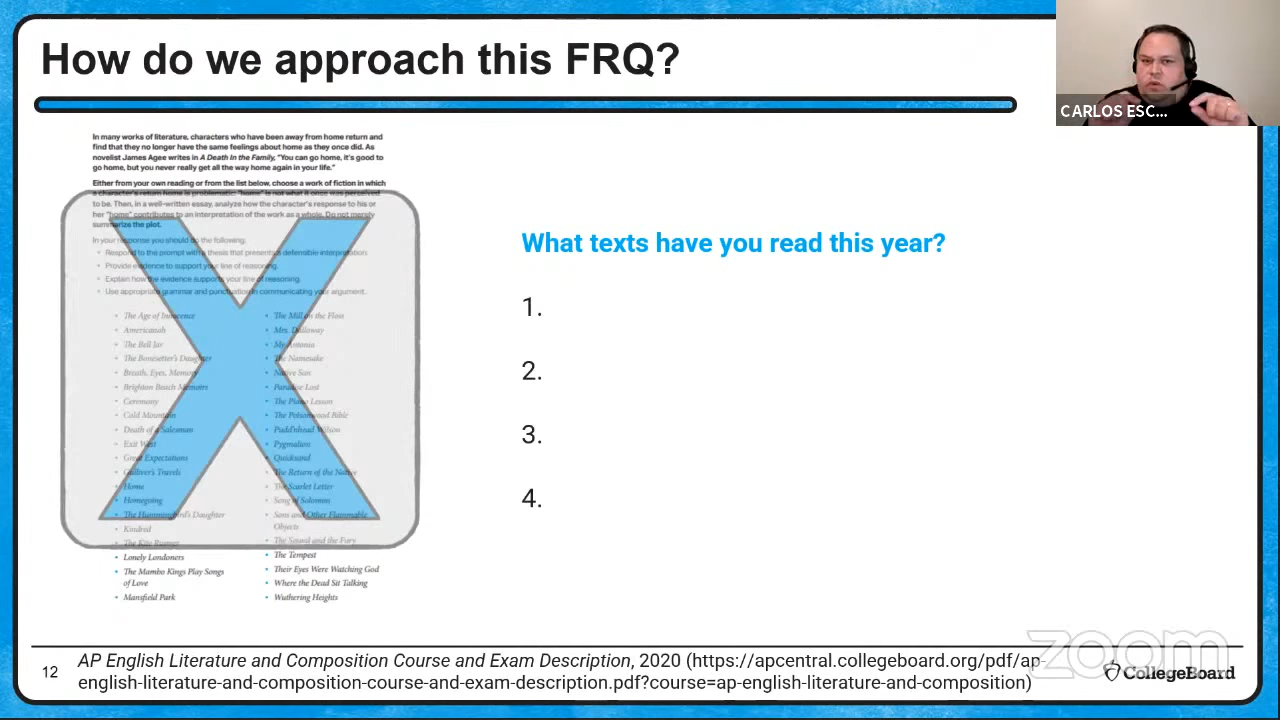 How do we approach this FRQ?
CARLOS ESC...
In many works of literature, characters who have been away from home return and
find that they no longer have the same feelings about home as they once did. As
novelist James Agee writes in A Death In the Family, "You can go home, it's good to
go home, but you never really get all the way home again in your life."
Either from your own reading or from the list below, choose a work of fiction in which
a character's return home is problematic: "home" is not what it once was perceived
to be. Then, in a well-written essay, analyze how the character's response to his or
her "home" contributes to an interpretation of the work as a whole. Do not merely
summarize the plot.
In your response you should do the following:
• Respond to the prompt with a thesis that presents a defensible interpretation.
• Provide evidence to support your line of reasoning.
• Explain how the evidence supports your line of reasoning.
• Use appropriate grammar and punctuation in communicating your argument.
• The Age of Innocence
• Americanah
• The Bell Jar
• The Bonesetter's Daughter
• Breath, Eyes, Memory
• Brighton Beach Memoirs
• Ceremony
• Cold Mountain
• Death of a Salesman
• Exit West
• Great Expectations
• Gulliver's Travels
• Home
• Homegoing
• The Hummingbird's Daughter
• Kindred
• The Kite Runner
• Lonely Londoners
• The Mambo Kings Play Songs
of Love
• Mansfield Park
• The Mill on the Floss
• Mrs. Dalloway
• My Ántonia
• The Namesake
• Native Son
• Paradise Lost
• The Piano Lesson
• The Poisonwood Bible
• Pudd'nhead Wilson
• Pygmalion
• Quicksand
• The Return of the Native
• The Scarlet Letter
• Song of Solomon
• Sons and Other Flammable
Objects
• The Sound and the Fury
• The Tempest
• Their Eyes Were Watching God
• Where the Dead Sit Talking
• Wuthering Heights
What texts have you read this year?
1.
2.
3.
4.
12
AP English Literature and Composition Course and Exam Description, 2020 (https://apcentral.collegeboard.org/pdf/ap-
english-literature-and-composition-course-and-exam-description.pdf?course=ap-english-literature-and-composition)
zoom
CollegeBoard